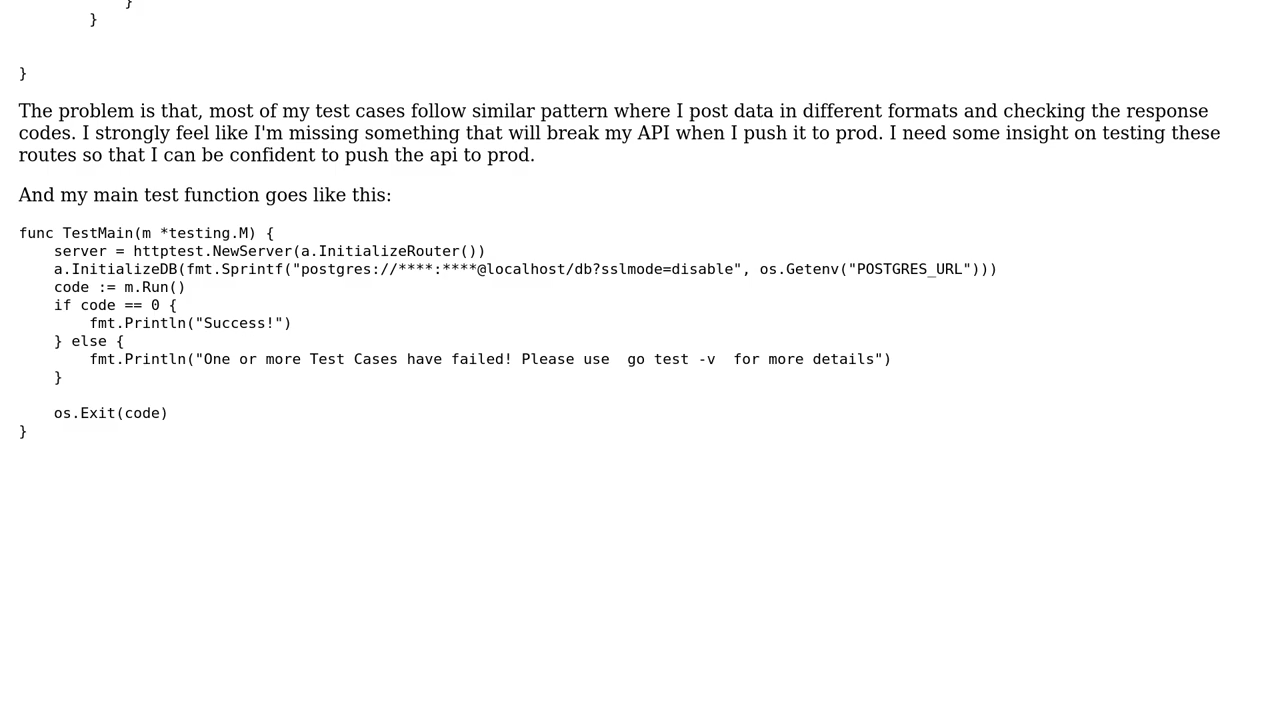 }
        }


}
The problem is that, most of my test cases follow similar pattern where I post data in different formats and checking the response
codes. I strongly feel like I'm missing something that will break my API when I push it to prod. I need some insight on testing these
routes so that I can be confident to push the api to prod.
And my main test function goes like this:
func TestMain(m *testing.M) {
    server = httptest.NewServer(a.InitializeRouter())
    a.InitializeDB(fmt.Sprintf("postgres://****:****@localhost/db?sslmode=disable", os.Getenv("POSTGRES_URL")))
    code := m.Run()
    if code == 0 {
        fmt.Println("Success!")
    } else {
        fmt.Println("One or more Test Cases have failed! Please use  go test -v  for more details")
    }

    os.Exit(code)
}